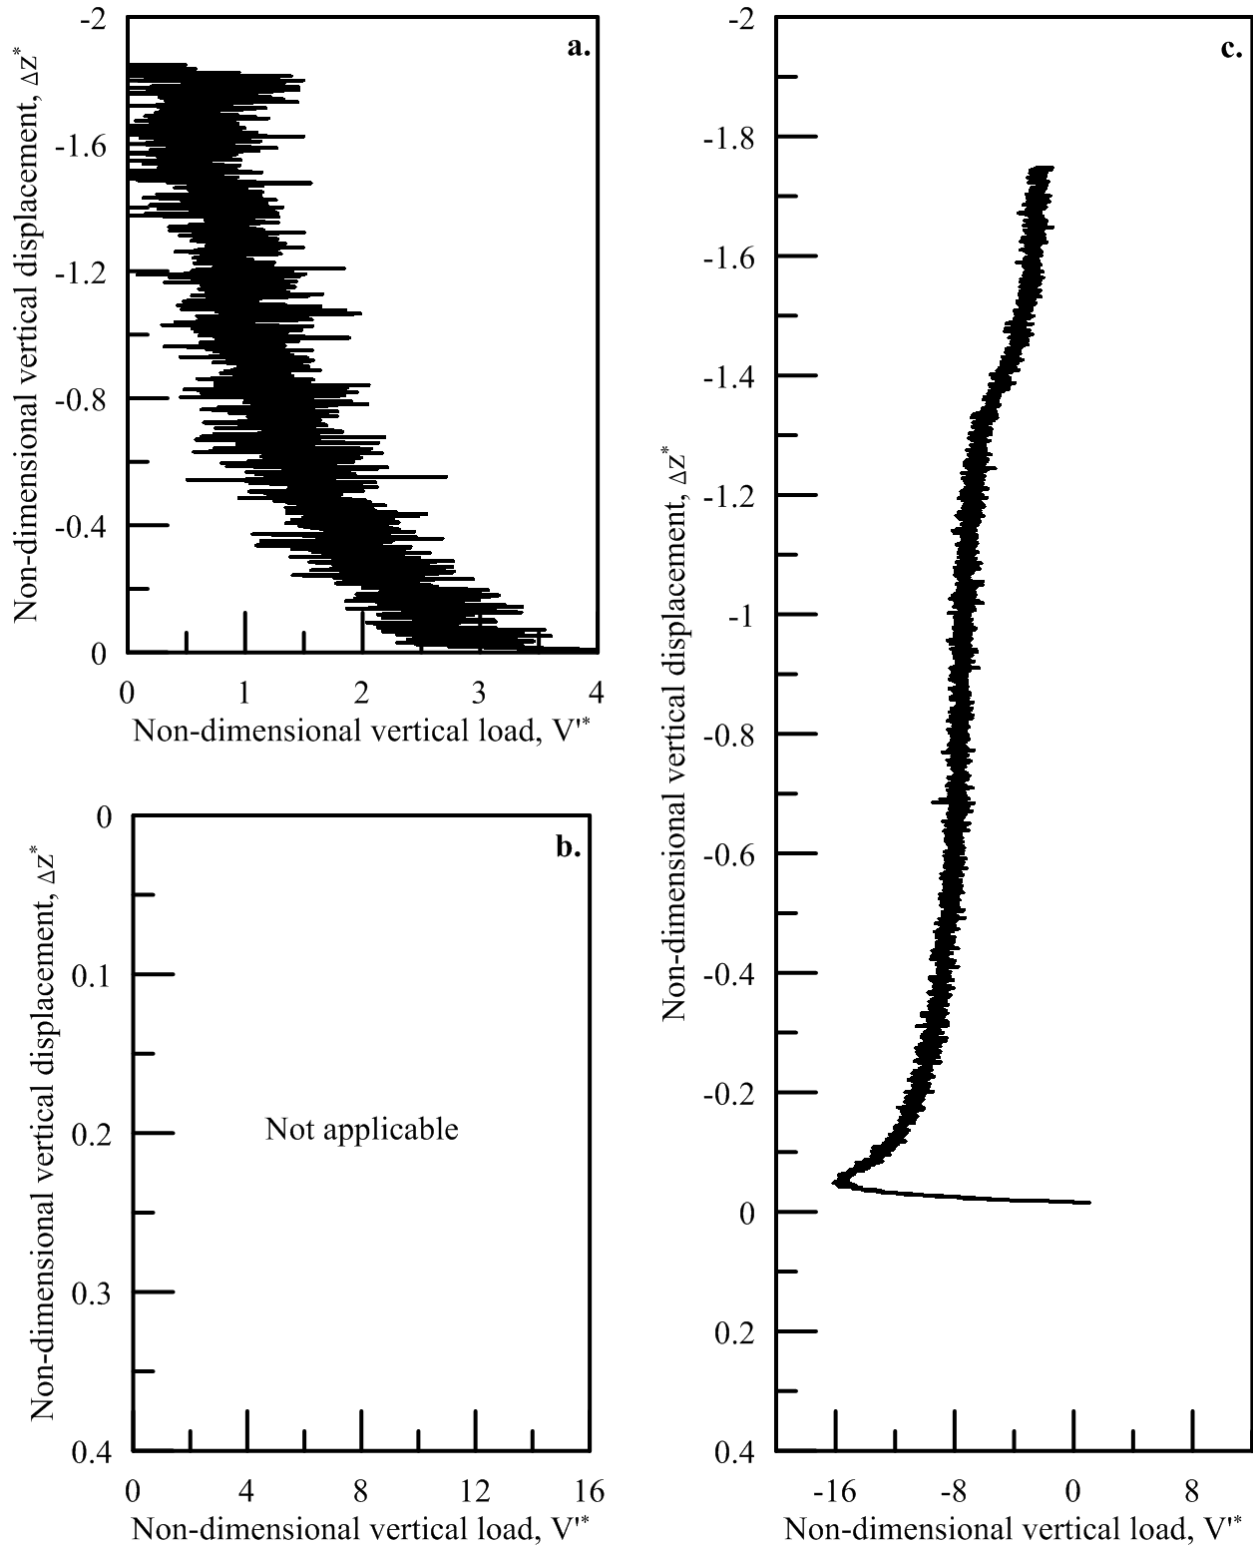 a.
Non-dimensional vertical displacement, Δz*
-2
-1.6
-1.2
-0.8
-0.4
0
0 1 2 3 4
Non-dimensional vertical load, V'*
b.
Non-dimensional vertical displacement, Δz*
0
0.1
0.2
0.3
0.4
Not applicable
0 4 8 12 16
Non-dimensional vertical load, V'*
c.
Non-dimensional vertical displacement, Δz*
-2
-1.8
-1.6
-1.4
-1.2
-1
-0.8
-0.6
-0.4
-0.2
0
0.2
0.4
-16 -8 0 8
Non-dimensional vertical load, V'*